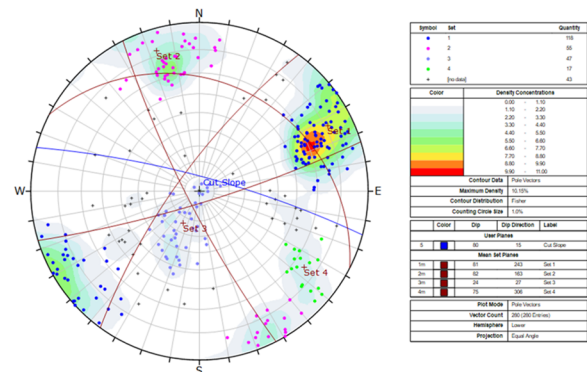 N
W
E
S
Set 2
Set 1
Cut Slope
Set 3
Set 4
Symbol Set Quantity
1 118
2 55
3 47
4 17
[no data] 43
Color Density Concentrations
0.00 - 1.10
1.10 - 2.20
2.20 - 3.30
3.30 - 4.40
4.40 - 5.50
5.50 - 6.60
6.60 - 7.70
7.70 - 8.80
8.80 - 9.90
9.90 - 11.00
Contour Data Pole Vectors
Maximum Density 10.15%
Contour Distribution Fisher
Counting Circle Size 1.0%
Color Dip Dip Direction Label
User Planes
5 80 15 Cut Slope
Mean Set Planes
1m 81 243 Set 1
2m 82 163 Set 2
3m 24 27 Set 3
4m 75 306 Set 4
Plot Mode Pole Vectors
Vector Count 280 (280 Entries)
Hemisphere Lower
Projection Equal Angle